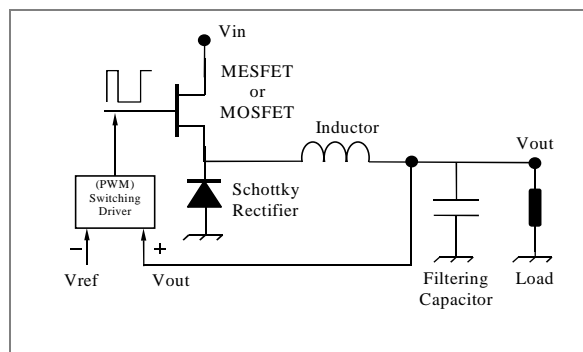 Vin
MESFET
or
MOSFET
Inductor
Vout
(PWM)
Switching
Driver
Schottky
Rectifier
− +
Vref Vout
Filtering
Capacitor
Load